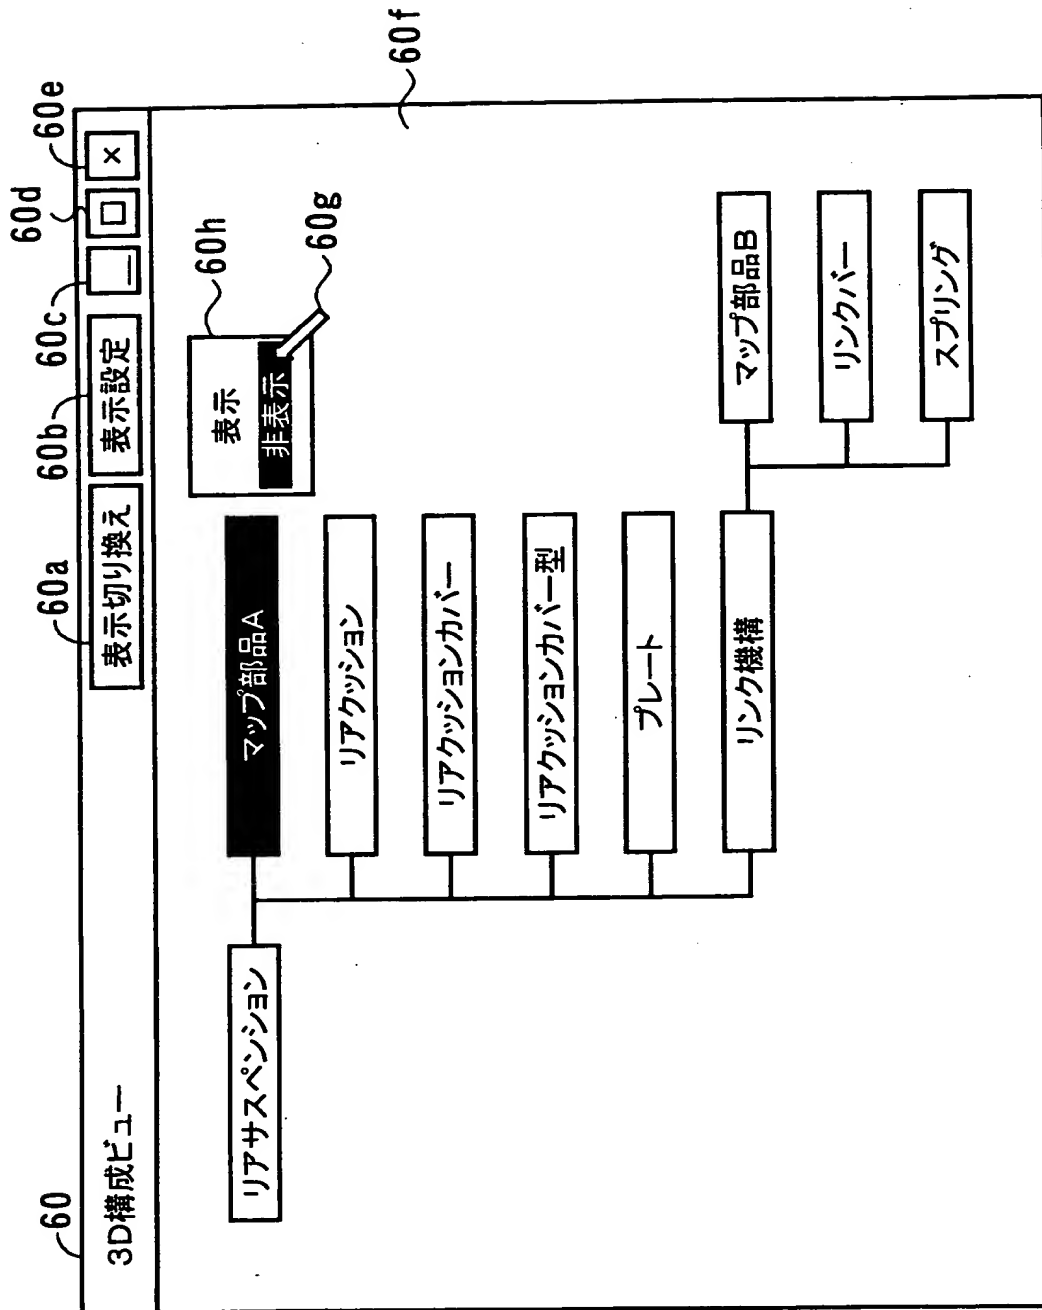 60
3D構成ビュー
60a
表示切り換え
60b
表示設定
60c
60d
60e
×
60f
60h
表示
非表示
60g
リアサスペンション
マップ部品A
リアクッション
リアクッションカバー
リアクッションカバー型
プレート
リンク機構
マップ部品B
リンクバー
スプリング